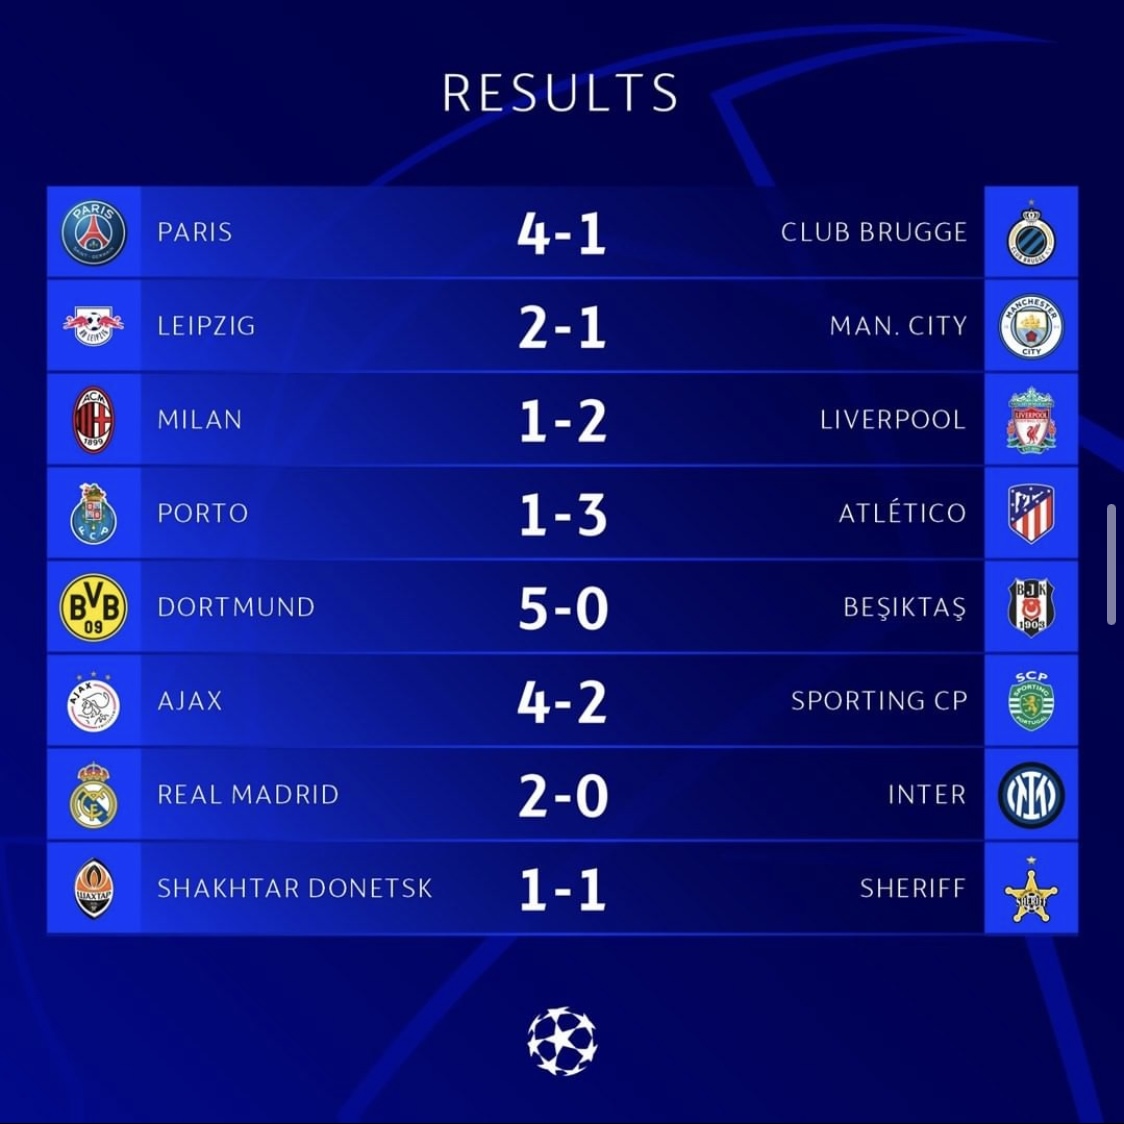 RESULTS
PARIS 4-1 CLUB BRUGGE
LEIPZIG 2-1 MAN. CITY
MILAN 1-2 LIVERPOOL
PORTO 1-3 ATLÉTICO
DORTMUND 5-0 BEŞIKTAŞ
AJAX 4-2 SPORTING CP
REAL MADRID 2-0 INTER
SHAKHTAR DONETSK 1-1 SHERIFF